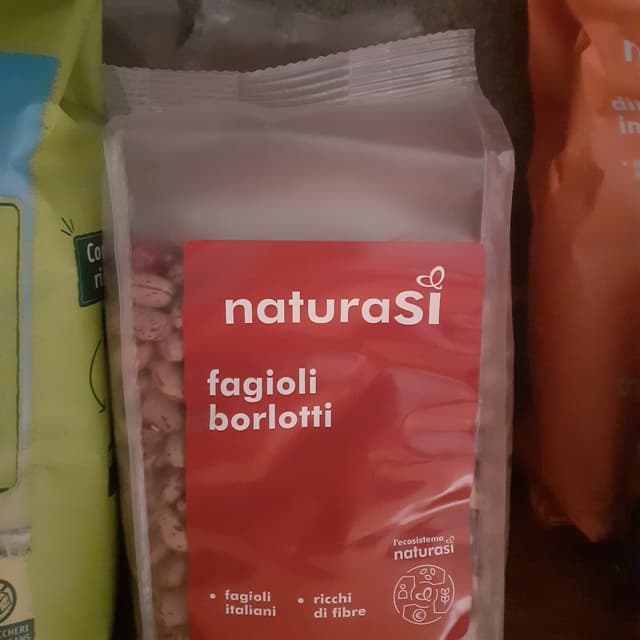 naturasì
fagioli
borlotti
l'ecosistema
naturasì
• fagioli
italiani
• ricchi
di fibre